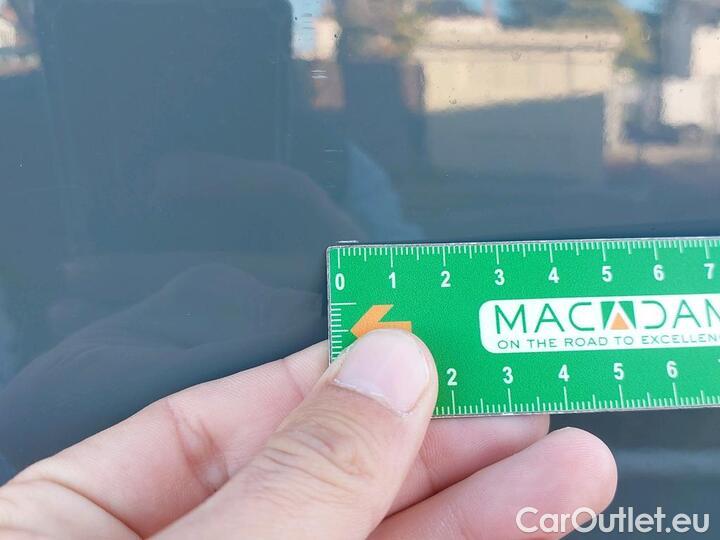 0 1 2 3 4 5 6 7
MACADAM
ON THE ROAD TO EXCELLENC
2 3 4 5 6
CarOutlet.eu